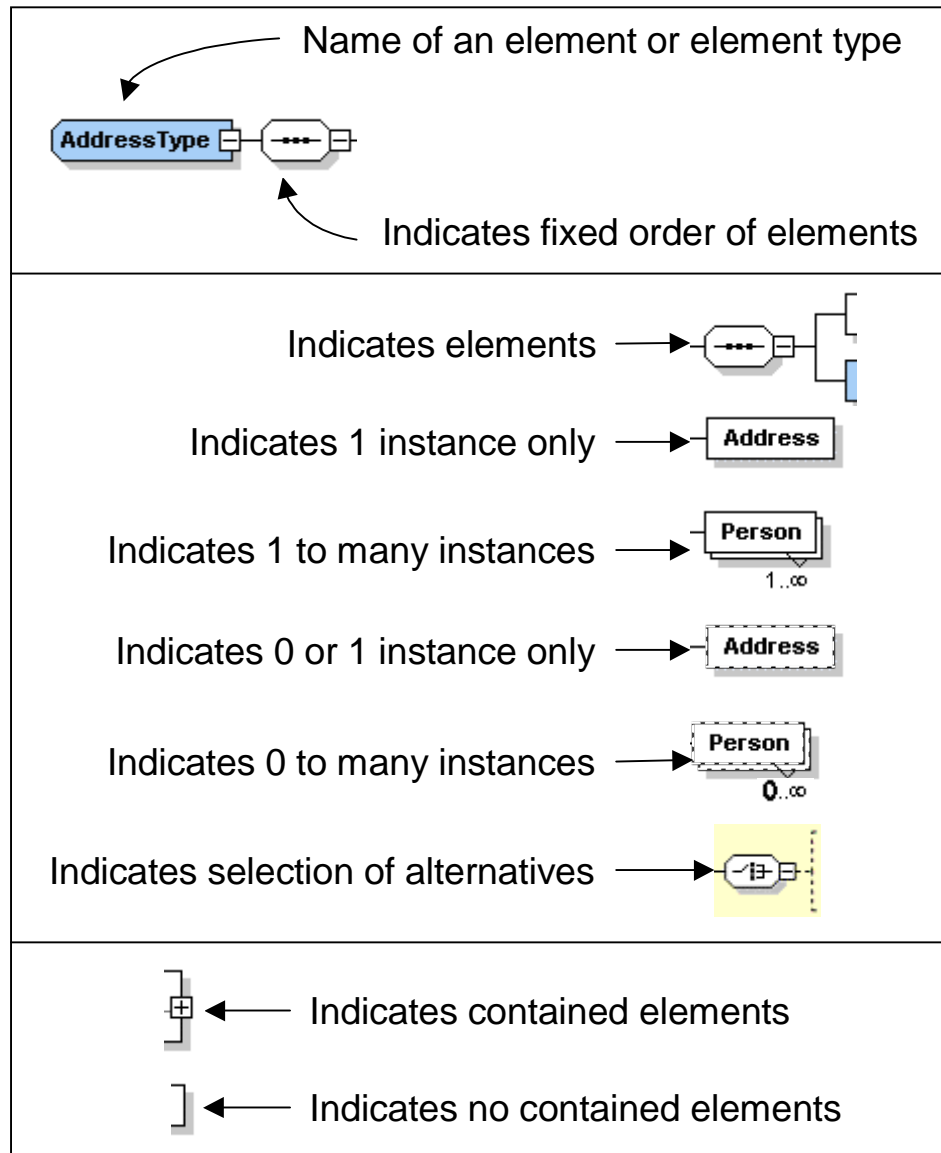 Name of an element or element type
AddressType
Indicates fixed order of elements
Indicates elements
Indicates 1 instance only
Address
Indicates 1 to many instances
Person
1..∞
Indicates 0 or 1 instance only
Address
Indicates 0 to many instances
Person
0..∞
Indicates selection of alternatives
Indicates contained elements
Indicates no contained elements